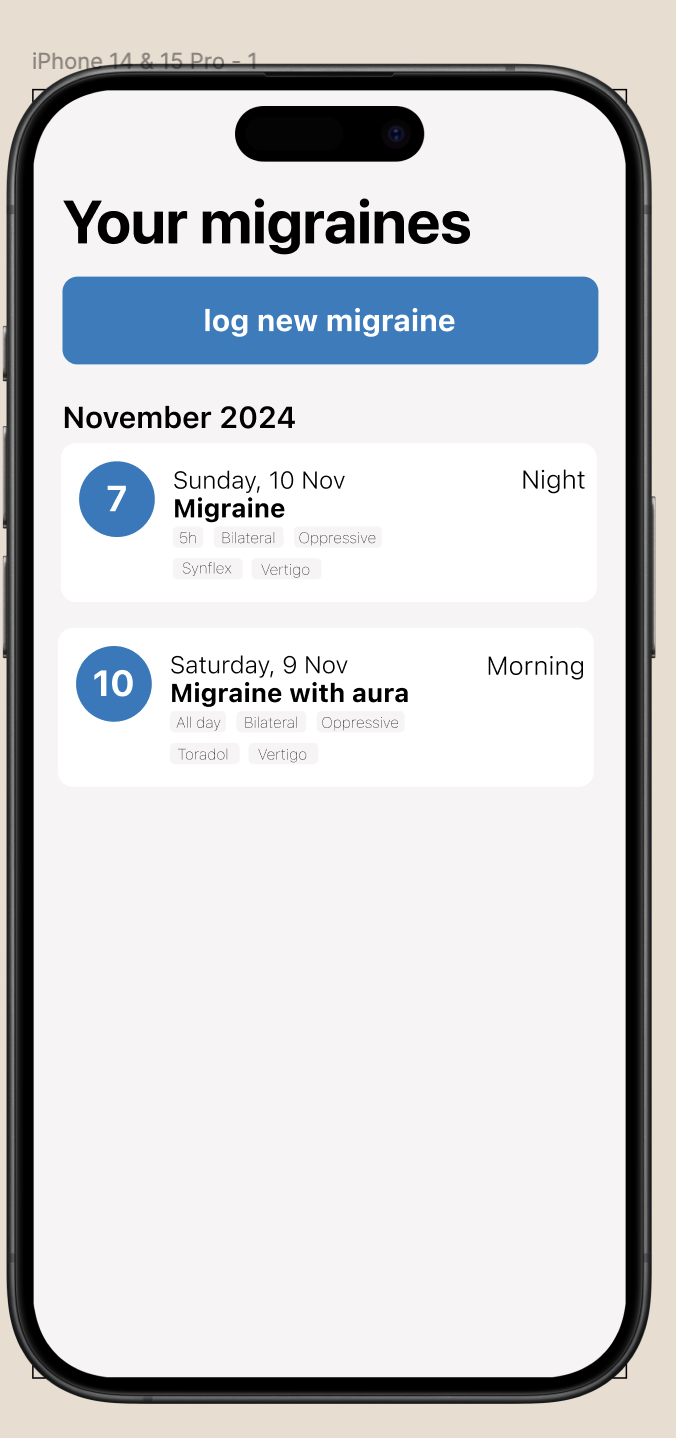 iPhone 14 & 15 Pro - 1
Your migraines
log new migraine
November 2024
7
Sunday, 10 Nov
Night
Migraine
5h Bilateral Oppressive
Synflex Vertigo
10
Saturday, 9 Nov
Morning
Migraine with aura
All day Bilateral Oppressive
Toradol Vertigo